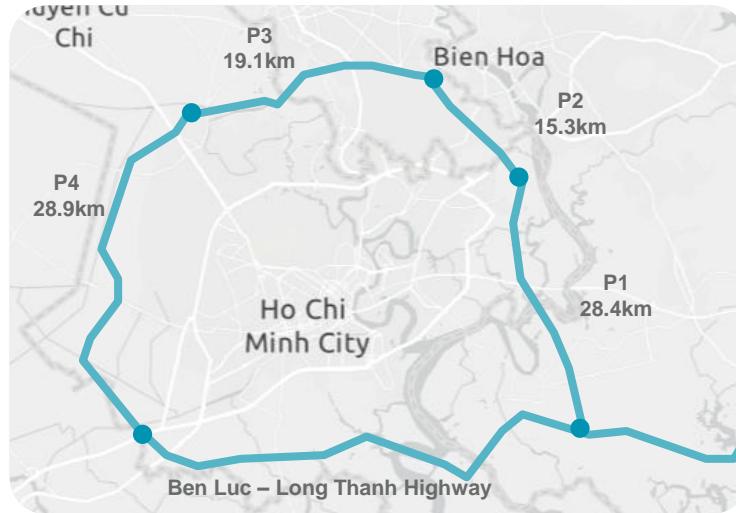 Chi
P3
19.1km
Bien Hoa
P2
15.3km
P4
28.9km
P1
28.4km
Ho Chi
Minh City
Ben Luc – Long Thanh Highway